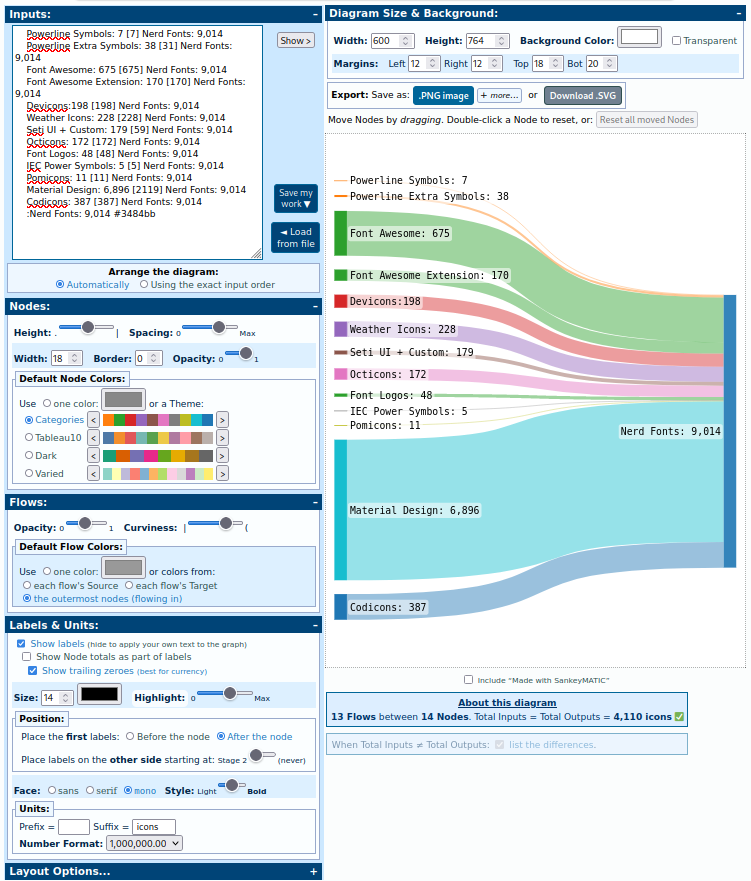 Inputs: –
Powerline Symbols: 7 [7] Nerd Fonts: 9,014
Powerline Extra Symbols: 38 [31] Nerd Fonts:
9,014
Font Awesome: 675 [675] Nerd Fonts: 9,014
Font Awesome Extension: 170 [170] Nerd Fonts:
9,014
Devicons:198 [198] Nerd Fonts: 9,014
Weather Icons: 228 [228] Nerd Fonts: 9,014
Seti UI + Custom: 179 [59] Nerd Fonts: 9,014
Octicons: 172 [172] Nerd Fonts: 9,014
Font Logos: 48 [48] Nerd Fonts: 9,014
IEC Power Symbols: 5 [5] Nerd Fonts: 9,014
Pomicons: 11 [11] Nerd Fonts: 9,014
Material Design: 6,896 [2119] Nerd Fonts: 9,014
Codicons: 387 [387] Nerd Fonts: 9,014
:Nerd Fonts: 9,014 #3484bb
Show >
Save my
work ▼
◄ Load
from file
Arrange the diagram:
Automatically Using the exact input order
Nodes: –
Height: . | Spacing: 0 Max
Width: 18 Border: 0 Opacity: 0 1
Default Node Colors:
Use one color: or a Theme:
Categories < >
Tableau10 < >
Dark < >
Varied < >
Flows: –
Opacity: 0 1 Curviness: | (
Default Flow Colors:
Use one color: or colors from:
each flow's Source each flow's Target
the outermost nodes (flowing in)
Labels & Units: –
Show labels (hide to apply your own text to the graph)
Show Node totals as part of labels
Show trailing zeroes (best for currency)
Size: 14 Highlight: 0 Max
Position:
Place the first labels: Before the node After the node
Place labels on the other side starting at: Stage 2 (never)
Face: sans serif mono Style: Light Bold
Units:
Prefix = Suffix = icons
Number Format: 1,000,000.00
Layout Options... +
Diagram Size & Background: –
Width: 600 Height: 764 Background Color: Transparent
Margins: Left 12 Right 12 Top 18 Bot 20
Export: Save as: .PNG image + more... or Download .SVG
Move Nodes by dragging. Double-click a Node to reset, or: Reset all moved Nodes
Powerline Symbols: 7
Powerline Extra Symbols: 38
Font Awesome: 675
Font Awesome Extension: 170
Devicons:198
Weather Icons: 228
Seti UI + Custom: 179
Octicons: 172
Font Logos: 48
IEC Power Symbols: 5
Pomicons: 11
Nerd Fonts: 9,014
Material Design: 6,896
Codicons: 387
Include “Made with SankeyMATIC”
About this diagram
13 Flows between 14 Nodes. Total Inputs = Total Outputs = 4,110 icons ✅
When Total Inputs ≠ Total Outputs: list the differences.